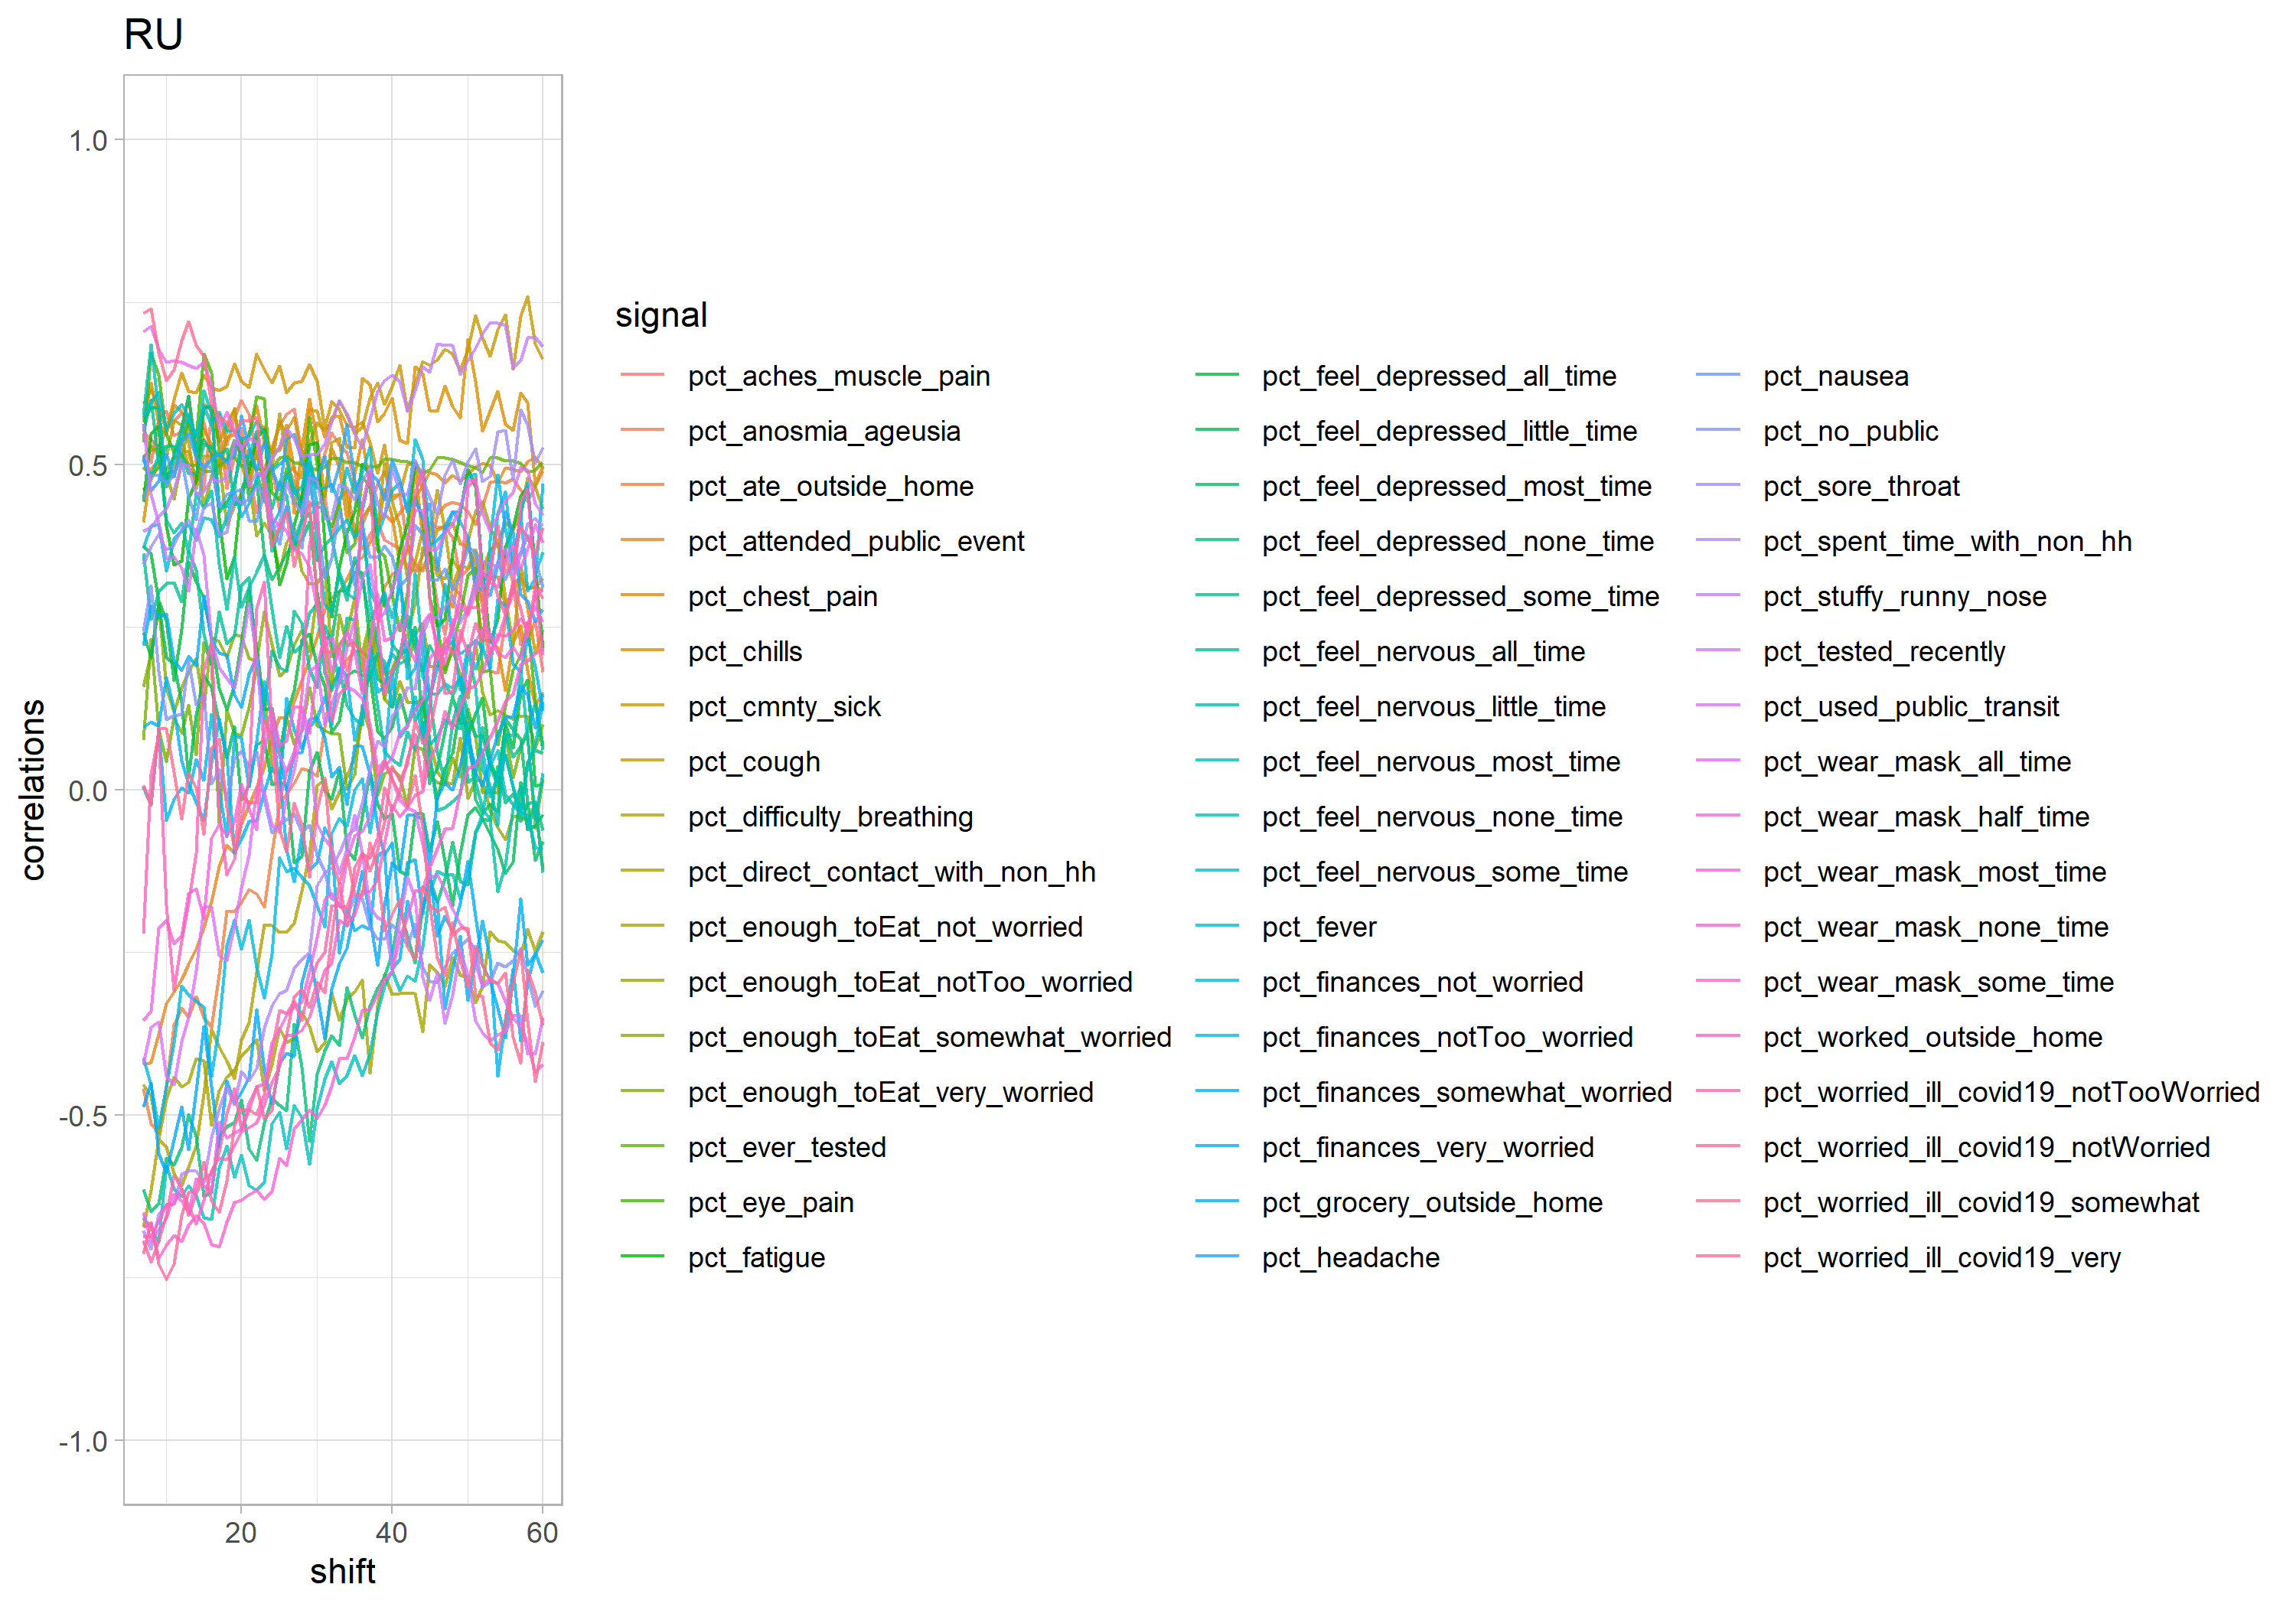 RU
1.0
0.5
0.0
-0.5
-1.0
correlations
20 40 60
shift
signal
pct_aches_muscle_pain
pct_anosmia_ageusia
pct_ate_outside_home
pct_attended_public_event
pct_chest_pain
pct_chills
pct_cmnty_sick
pct_cough
pct_difficulty_breathing
pct_direct_contact_with_non_hh
pct_enough_toEat_not_worried
pct_enough_toEat_notToo_worried
pct_enough_toEat_somewhat_worried
pct_enough_toEat_very_worried
pct_ever_tested
pct_eye_pain
pct_fatigue
pct_feel_depressed_all_time
pct_feel_depressed_little_time
pct_feel_depressed_most_time
pct_feel_depressed_none_time
pct_feel_depressed_some_time
pct_feel_nervous_all_time
pct_feel_nervous_little_time
pct_feel_nervous_most_time
pct_feel_nervous_none_time
pct_feel_nervous_some_time
pct_fever
pct_finances_not_worried
pct_finances_notToo_worried
pct_finances_somewhat_worried
pct_finances_very_worried
pct_grocery_outside_home
pct_headache
pct_nausea
pct_no_public
pct_sore_throat
pct_spent_time_with_non_hh
pct_stuffy_runny_nose
pct_tested_recently
pct_used_public_transit
pct_wear_mask_all_time
pct_wear_mask_half_time
pct_wear_mask_most_time
pct_wear_mask_none_time
pct_wear_mask_some_time
pct_worked_outside_home
pct_worried_ill_covid19_notTooWorried
pct_worried_ill_covid19_notWorried
pct_worried_ill_covid19_somewhat
pct_worried_ill_covid19_very